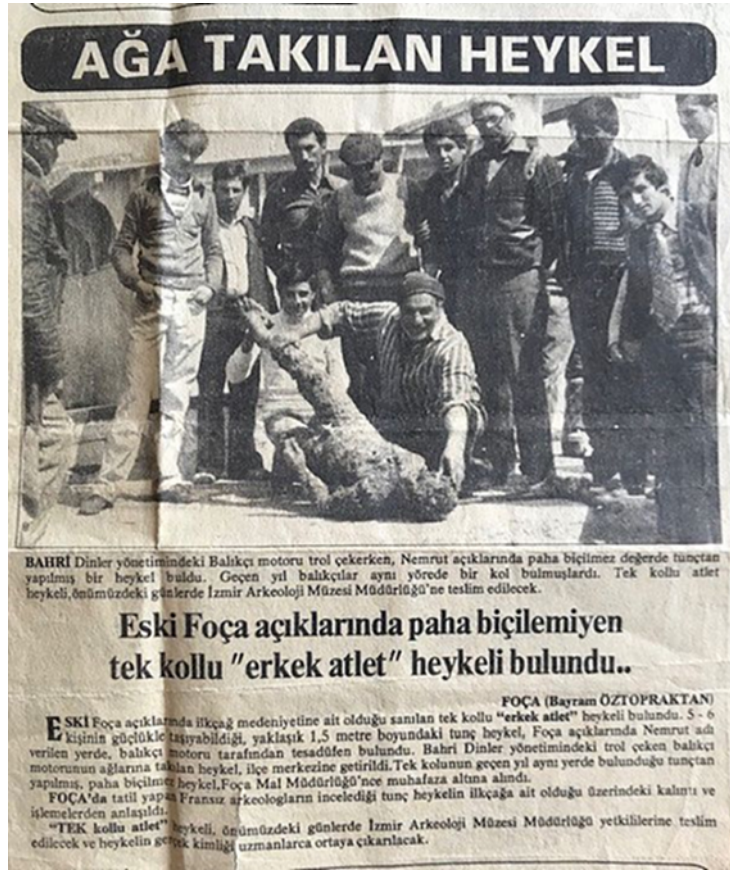 AĞA TAKILAN HEYKEL
BAHRİ Dinler yönetimindeki Balıkçı motoru trol çekerken, Nemrut açıklarında paha biçilmez değerde tunçtan
yapılmış bir heykel buldu. Geçen yıl balıkçılar aynı yörede bir kol bulmuşlardı. Tek kollu atlet
heykeli,önümüzdeki günlerde İzmir Arkeoloji Müzesi Müdürlüğü'ne teslim edilecek.
Eski Foça açıklarında paha biçilemiyen
tek kollu "erkek atlet" heykeli bulundu..
FOÇA (Bayram ÖZTOPRAKTAN)
ESKİ Foça açıklarında ilkçağ medeniyetine ait olduğu sanılan tek kollu "erkek atlet" heykeli bulundu. 5 - 6
kişinin güçlükle taşıyabildiği, yaklaşık 1,5 metre boyundaki tunç heykel, Foça açıklarında Nemrut adı
verilen yerde, balıkçı motoru tarafından tesadüfen bulundu. Bahri Dinler yönetimindeki trol çeken balıkçı
motorunun ağlarına takılan heykel, ilçe merkezine getirildi.Tek kolunun geçen yıl aynı yerde bulunduğu tunçtan
yapılmış, paha biçilmez heykel,Foça Mal Müdürlüğü'nce muhafaza altına alındı.
FOÇA'da tatil yapan Fransız arkeologların incelediği tunç heykelin ilkçağa ait olduğu üzerindeki kalıntı ve
işlemelerden anlaşıldı.
"TEK kollu atlet" heykeli, önümüzdeki günlerde İzmir Arkeoloji Müzesi Müdürlüğü yetkililerine teslim
edilecek ve heykelin gerçek kimliği uzmanlarca ortaya çıkarılacak.